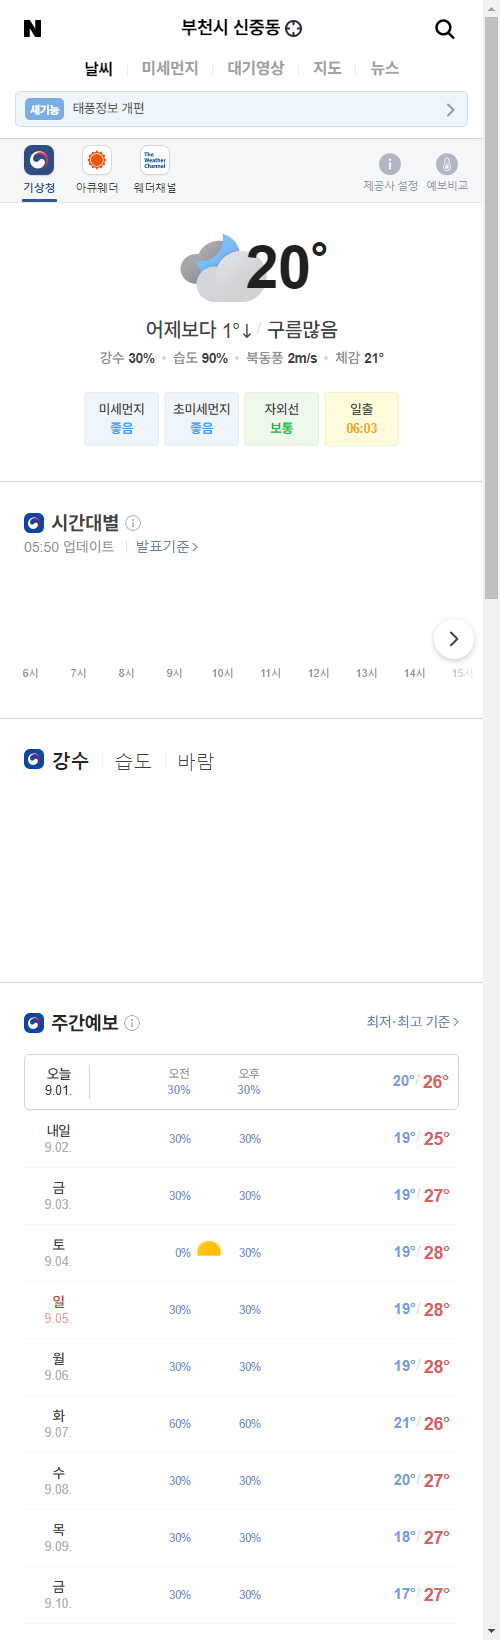 N
부천시 신중동
날씨 미세먼지 대기영상 지도 뉴스
새기능 태풍정보 개편
The
Weather
Channel
기상청 아큐웨더 웨더채널 제공사 설정 예보비교
20°
어제보다 1°↓ / 구름많음
강수 30% • 습도 90% • 북동풍 2m/s • 체감 21°
미세먼지 초미세먼지 자외선 일출
좋음 좋음 보통 06:03
시간대별
05:50 업데이트 발표기준 >
6시 7시 8시 9시 10시 11시 12시 13시 14시 15시
강수 습도 바람
주간예보 최저·최고 기준 >
오늘 오전 오후
9.01. 30% 30% 20°/ 26°
내일
9.02. 30% 30% 19°/ 25°
금
9.03. 30% 30% 19°/ 27°
토
9.04. 0% 30% 19°/ 28°
일
9.05. 30% 30% 19°/ 28°
월
9.06. 30% 30% 19°/ 28°
화
9.07. 60% 60% 21°/ 26°
수
9.08. 30% 30% 20°/ 27°
목
9.09. 30% 30% 18°/ 27°
금
9.10. 30% 30% 17°/ 27°